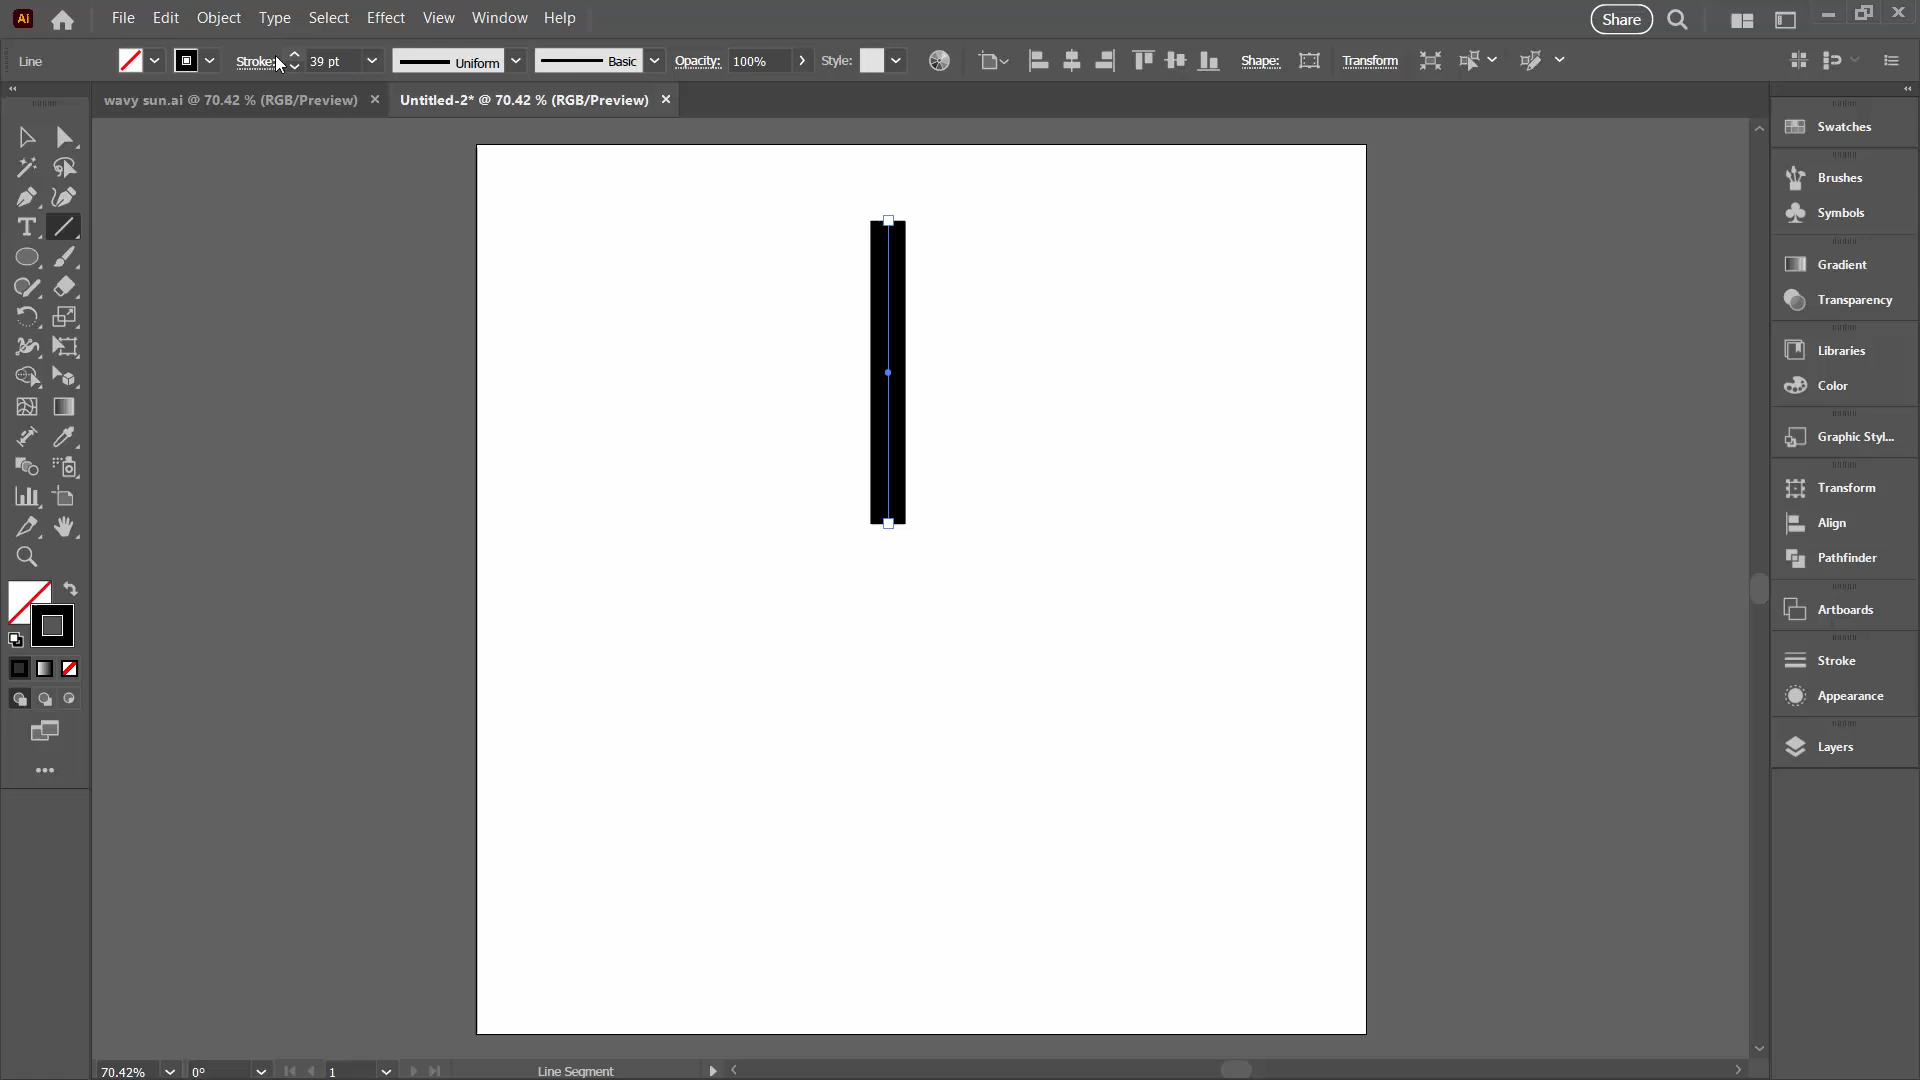 Ai File Edit Object Type Select Effect View Window Help Share
Line Stroke: 39 pt Uniform Basic Opacity: 100% Style: Shape: Transform
wavy sun.ai @ 70.42 % (RGB/Preview) Untitled-2* @ 70.42 % (RGB/Preview)
Swatches
Brushes
Symbols
Gradient
Transparency
Libraries
Color
Graphic Styl...
Transform
Align
Pathfinder
Artboards
Stroke
Appearance
Layers
70.42% 0° 1 Line Segment